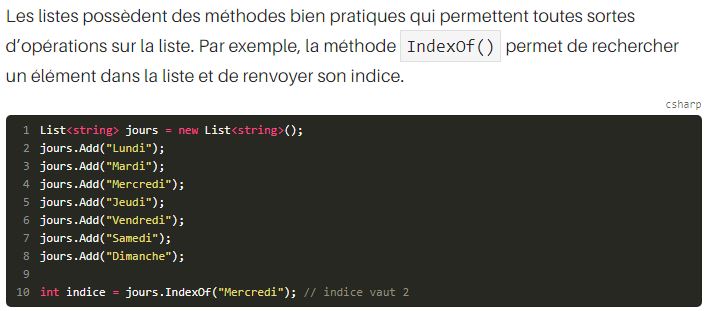 Les listes possèdent des méthodes bien pratiques qui permettent toutes sortes
d’opérations sur la liste. Par exemple, la méthode IndexOf() permet de rechercher
un élément dans la liste et de renvoyer son indice.
csharp
1 List<string> jours = new List<string>();
2 jours.Add("Lundi");
3 jours.Add("Mardi");
4 jours.Add("Mercredi");
5 jours.Add("Jeudi");
6 jours.Add("Vendredi");
7 jours.Add("Samedi");
8 jours.Add("Dimanche");
9
10 int indice = jours.IndexOf("Mercredi"); // indice vaut 2